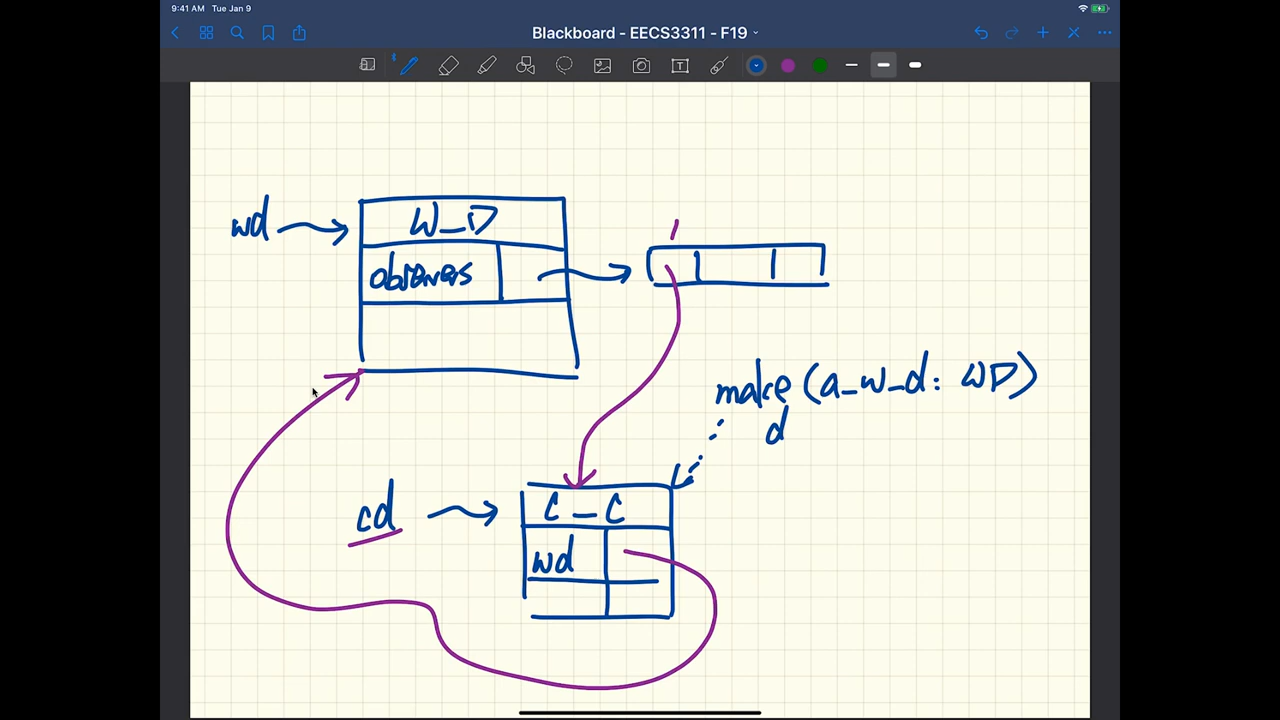 9:41 AM Tue Jan 9
Blackboard - EECS3311 - F19
wd
W_D
observers
make (a_w_d: WD)
d
cd
C_C
wd